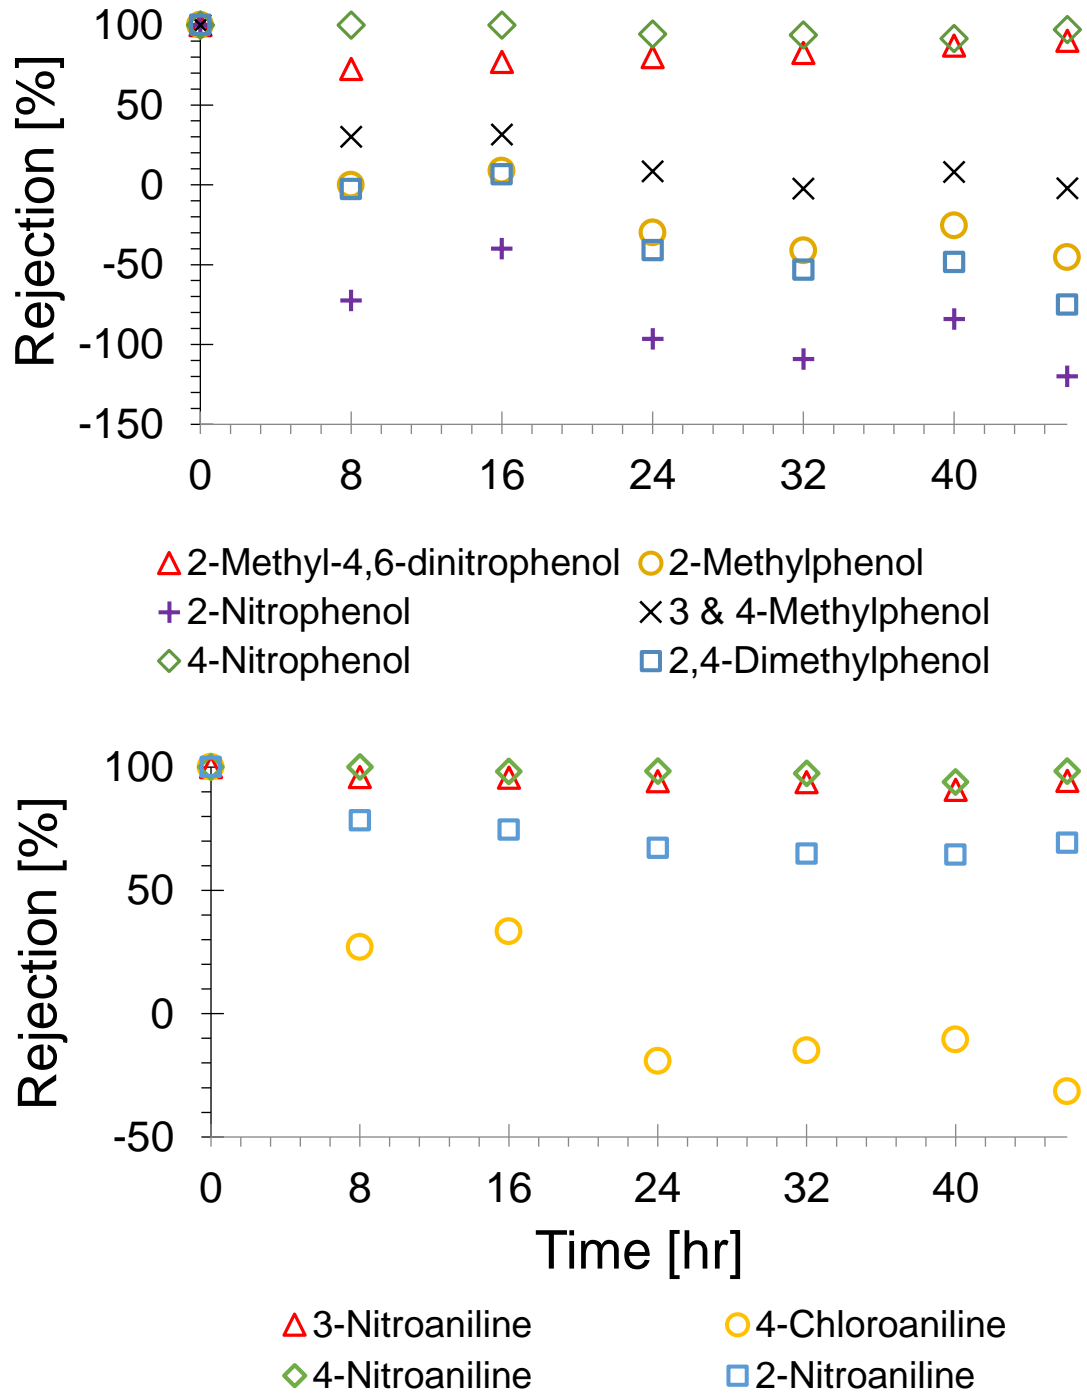 Rejection [%]
100
50
0
-50
-100
-150
0 8 16 24 32 40
2-Methyl-4,6-dinitrophenol 2-Methylphenol
2-Nitrophenol 3 & 4-Methylphenol
4-Nitrophenol 2,4-Dimethylphenol
Rejection [%]
100
50
0
-50
0 8 16 24 32 40
Time [hr]
3-Nitroaniline 4-Chloroaniline
4-Nitroaniline 2-Nitroaniline